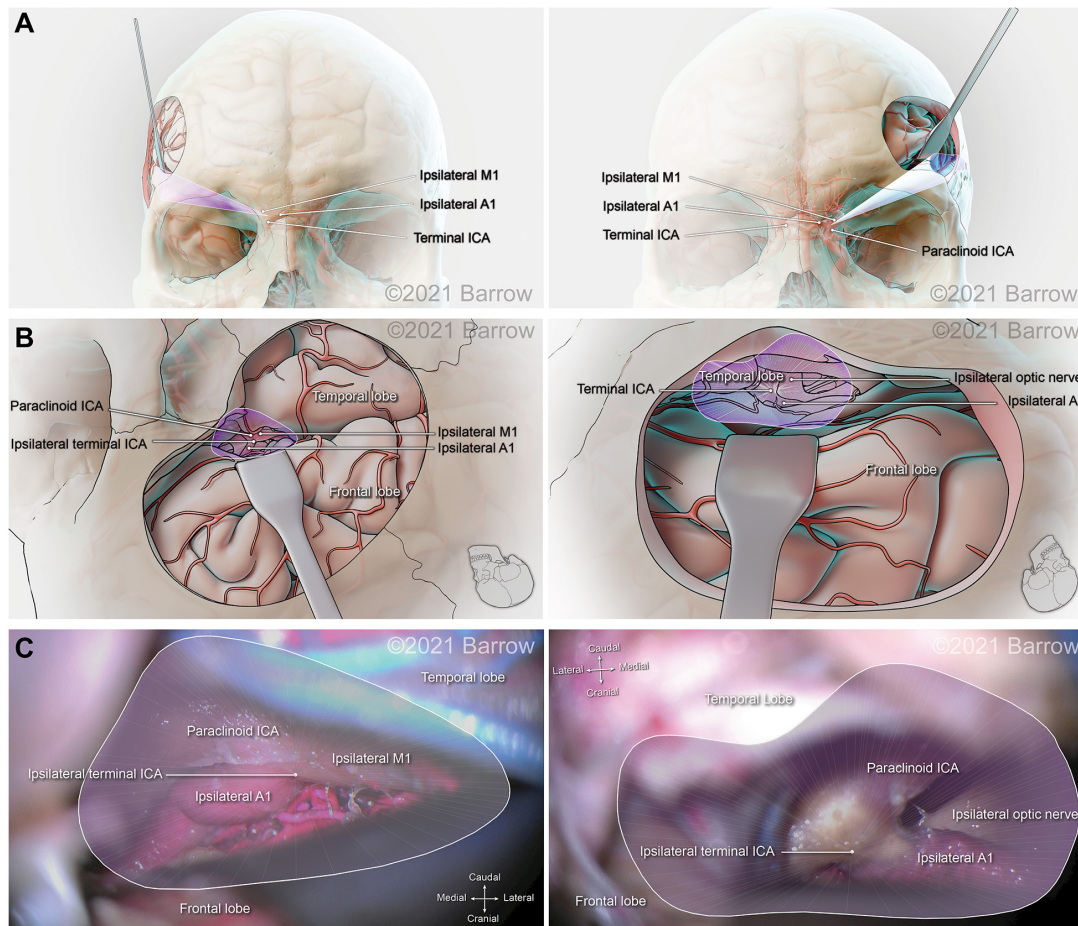 A
Ipsilateral M1
Ipsilateral A1
Terminal ICA
©2021 Barrow
Ipsilateral M1
Ipsilateral A1
Terminal ICA
Paraclinoid ICA
©2021 Barrow
B
©2021 Barrow
Temporal lobe
Paraclinoid ICA
Ipsilateral terminal ICA
Ipsilateral M1
Ipsilateral A1
Frontal lobe
©2021 Barrow
Temporal lobe
Terminal ICA
Ipsilateral optic nerve
Ipsilateral A
Frontal lobe
C
©2021 Barrow
Temporal lobe
Paraclinoid ICA
Ipsilateral M1
Ipsilateral terminal ICA
Ipsilateral A1
Caudal
Medial
Lateral
Cranial
Frontal lobe
©2021 Barrow
Caudal
Lateral
Medial
Cranial
Temporal Lobe
Paraclinoid ICA
Ipsilateral optic nerve
Ipsilateral terminal ICA
Ipsilateral A1
Frontal lobe